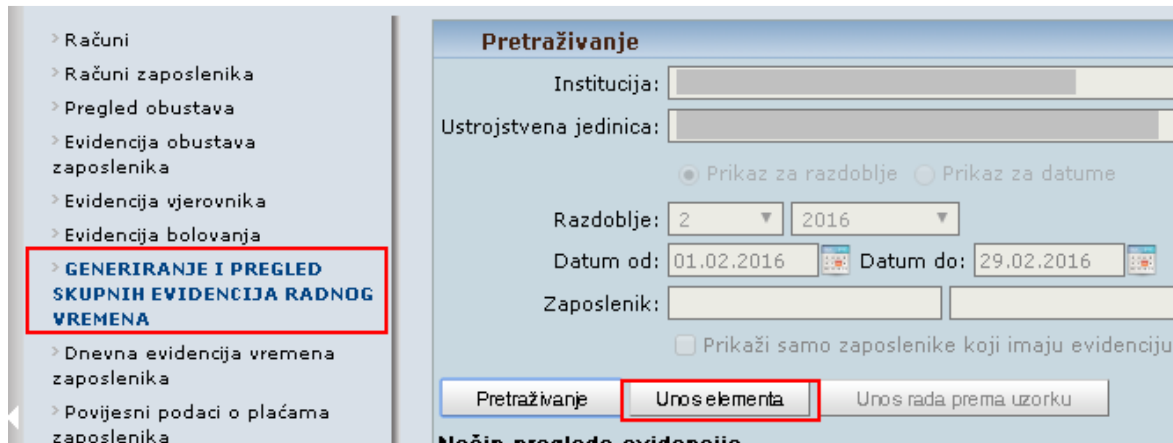 Računi
Računi zaposlenika
Pregled obustava
Evidencija obustava
zaposlenika
Evidencija vjerovnika
Evidencija bolovanja
GENERIRANJE I PREGLED
SKUPNIH EVIDENCIJA RADNOG
VREMENA
Dnevna evidencija vremena
zaposlenika
Povijesni podaci o plaćama
zaposlenika
Pretraživanje
Institucija:
Ustrojstvena jedinica:
Prikaz za razdoblje Prikaz za datume
Razdoblje: 2 2016
Datum od: 01.02.2016 Datum do: 29.02.2016
Zaposlenik:
Prikaži samo zaposlenike koji imaju evidenciju
Pretraživanje Unos elementa Unos rada prema uzorku
Način pregleda evidencije